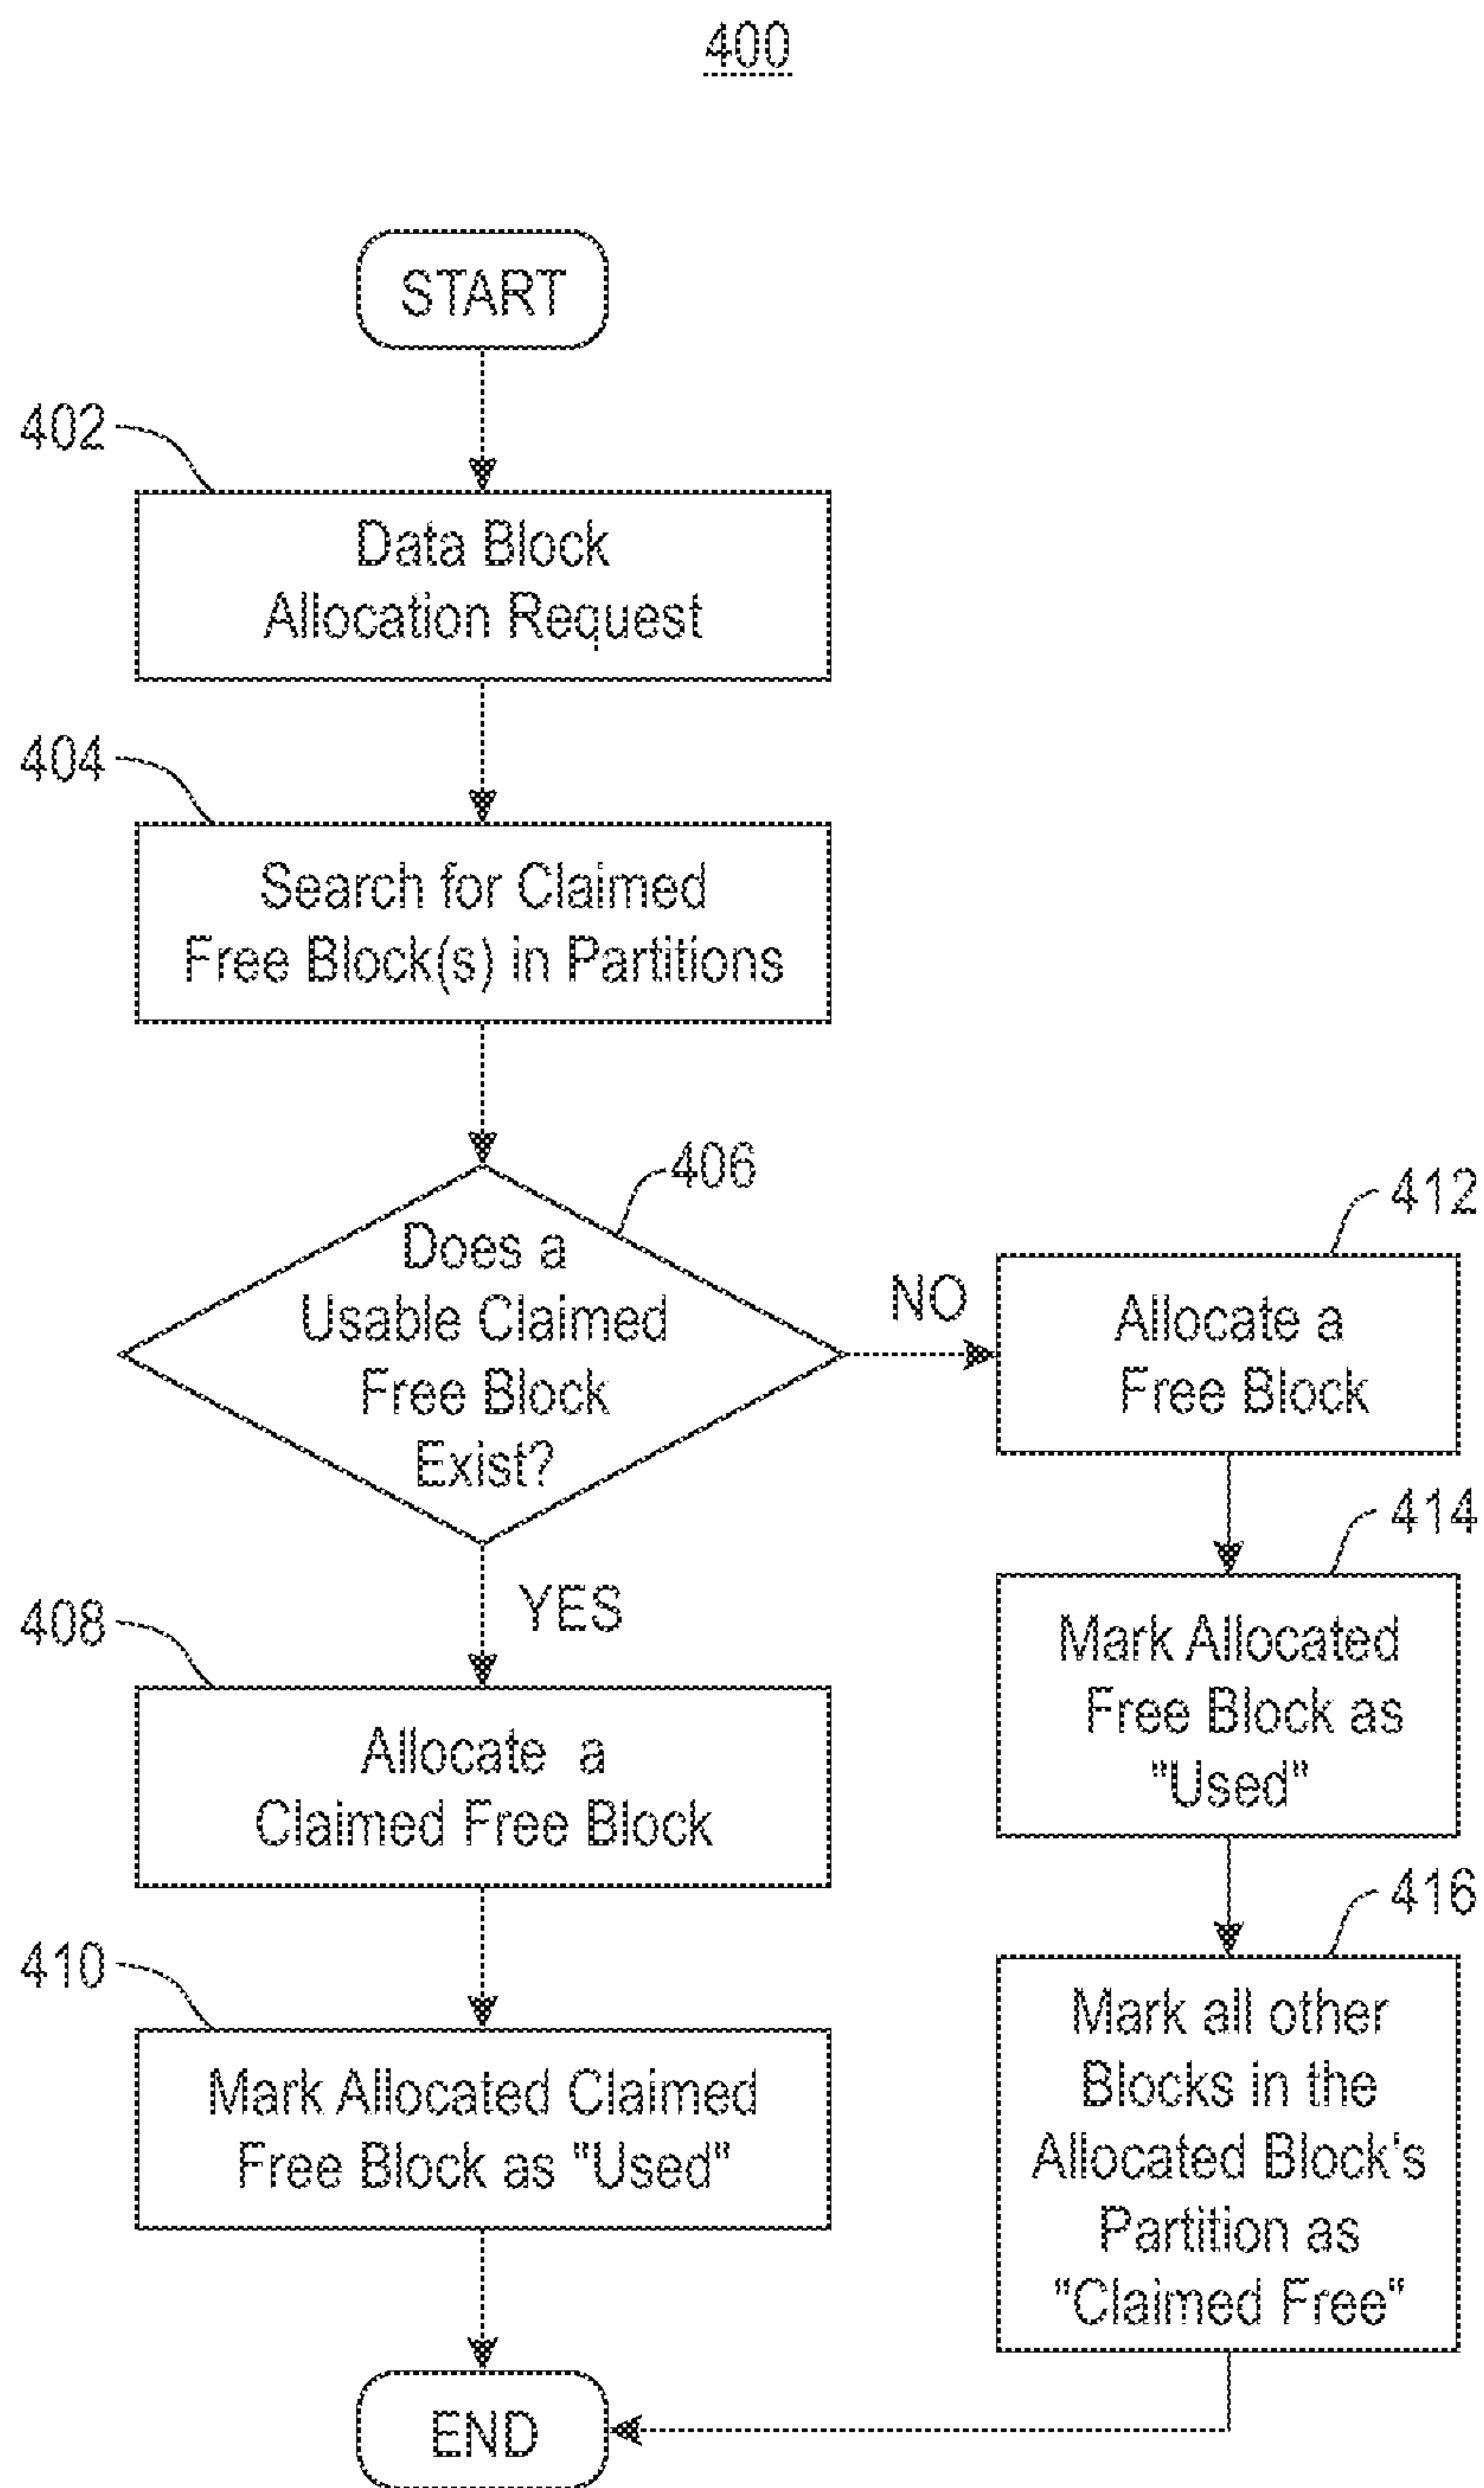 400
START
402
Data Block
Allocation Request
404
Search for Claimed
Free Block(s) in Partitions
406
Does a
Usable Claimed
Free Block
Exist?
NO
YES
408
Allocate a
Claimed Free Block
410
Mark Allocated Claimed
Free Block as "Used"
412
Allocate a
Free Block
414
Mark Allocated
Free Block as
"Used"
416
Mark all other
Blocks in the
Allocated Block's
Partition as
"Claimed Free"
END